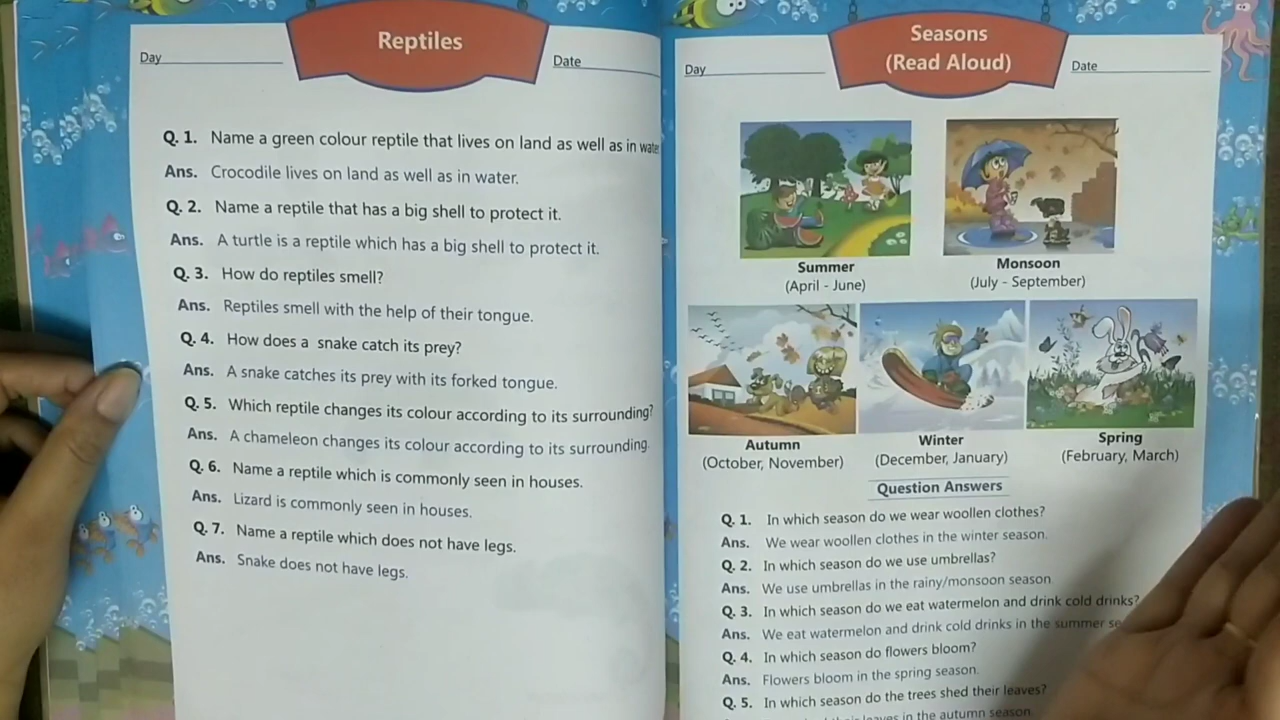 Reptiles
Day
Date
Q. 1. Name a green colour reptile that lives on land as well as in water
Ans. Crocodile lives on land as well as in water.
Q. 2. Name a reptile that has a big shell to protect it.
Ans. A turtle is a reptile which has a big shell to protect it.
Q. 3. How do reptiles smell?
Ans. Reptiles smell with the help of their tongue.
Q. 4. How does a snake catch its prey?
Ans. A snake catches its prey with its forked tongue.
Q. 5. Which reptile changes its colour according to its surrounding?
Ans. A chameleon changes its colour according to its surrounding.
Q. 6. Name a reptile which is commonly seen in houses.
Ans. Lizard is commonly seen in houses.
Q. 7. Name a reptile which does not have legs.
Ans. Snake does not have legs.
Seasons
(Read Aloud)
Day
Date
Summer
(April - June)
Monsoon
(July - September)
Autumn
(October, November)
Winter
(December, January)
Spring
(February, March)
Question Answers
Q. 1. In which season do we wear woollen clothes?
Ans. We wear woollen clothes in the winter season.
Q. 2. In which season do we use umbrellas?
Ans. We use umbrellas in the rainy/monsoon season
Q. 3. In which season do we eat watermelon and drink cold drinks?
Ans. We eat watermelon and drink cold drinks in the summer se
Q. 4. In which season do flowers bloom?
Ans. Flowers bloom in the spring season.
Q. 5. In which season do the trees shed their leaves?
their leaves in the autumn season.